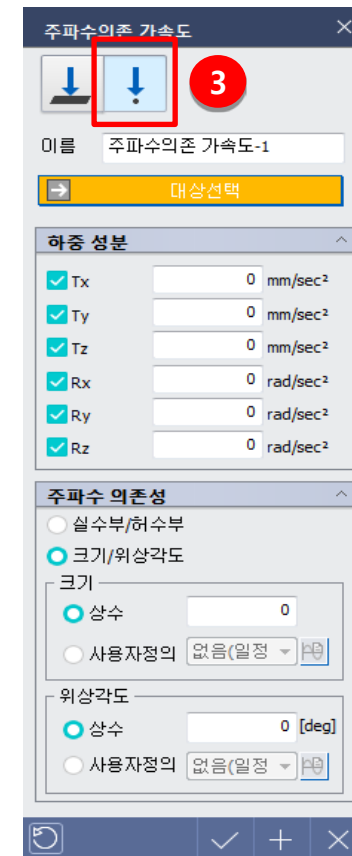 주파수의존 가속도
3
이름 주파수의존 가속도-1
대상선택
하중 성분
Tx 0 mm/sec²
Ty 0 mm/sec²
Tz 0 mm/sec²
Rx 0 rad/sec²
Ry 0 rad/sec²
Rz 0 rad/sec²
주파수 의존성
실수부/허수부
크기/위상각도
크기
상수 0
사용자정의 없음(일정
위상각도
상수 0 [deg]
사용자정의 없음(일정